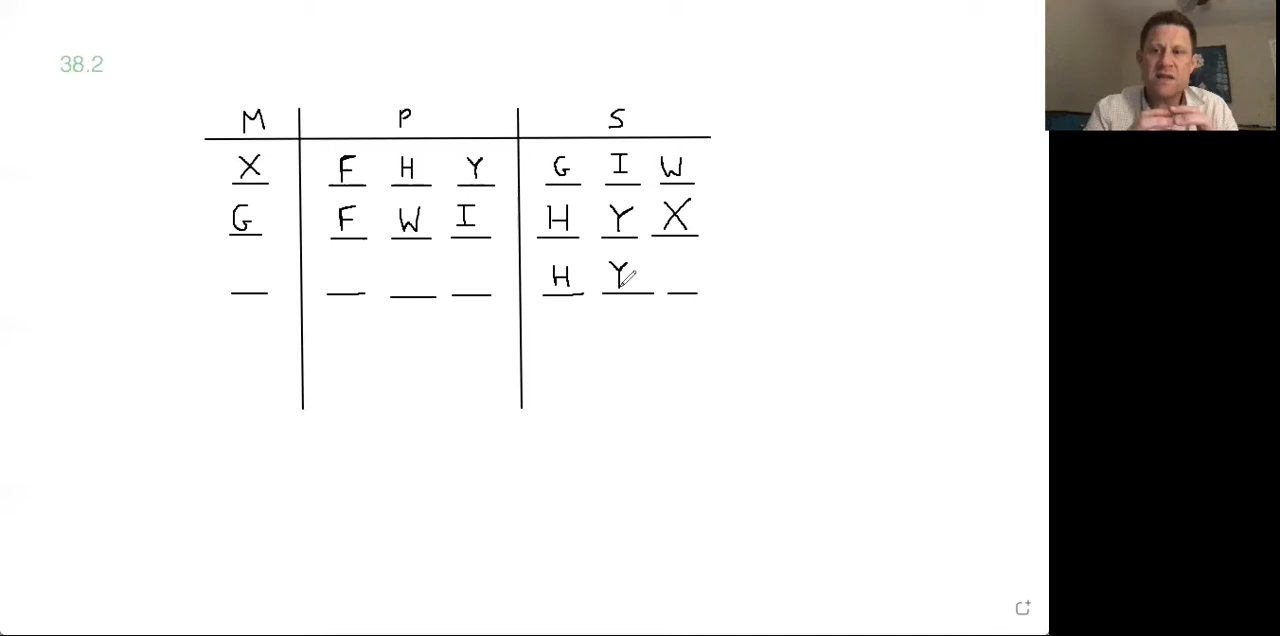 38.2
M P S
X F H Y G I W
G F W I H Y X
H Y